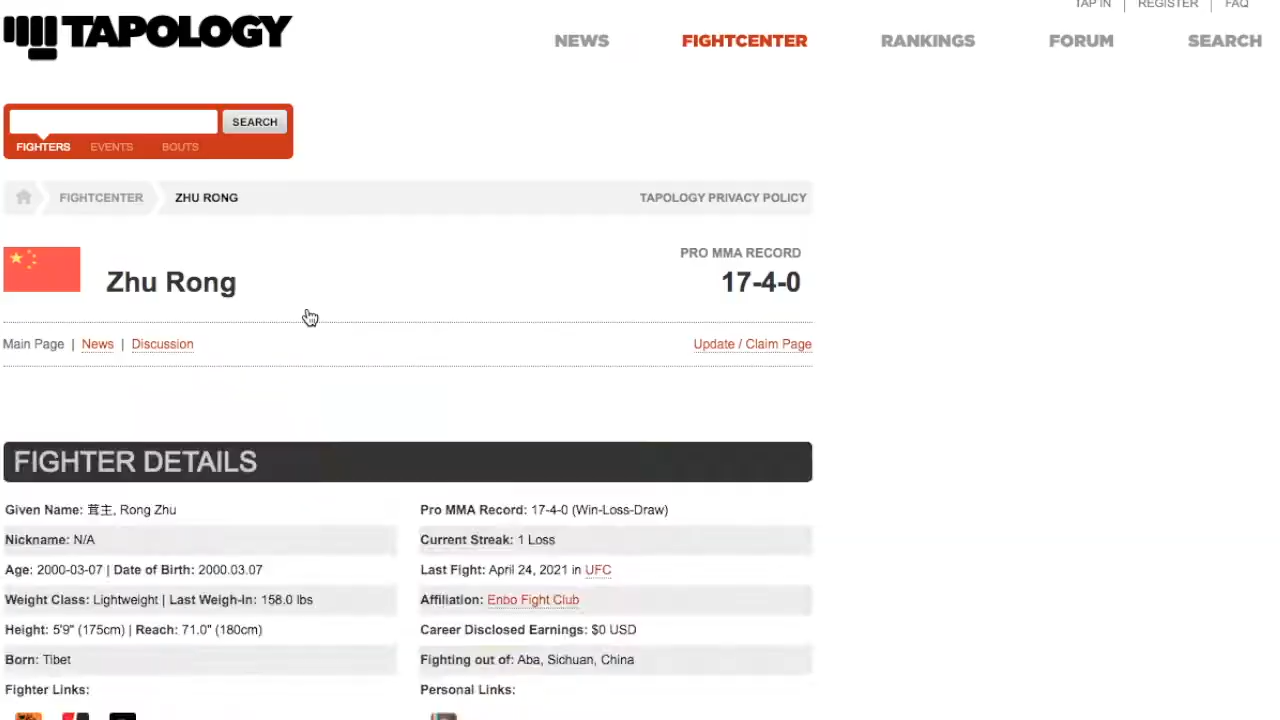 TAP IN | REGISTER | FAQ
TAPOLOGY
NEWS FIGHTCENTER RANKINGS FORUM SEARCH
SEARCH
FIGHTERS EVENTS BOUTS
FIGHTCENTER ZHU RONG TAPOLOGY PRIVACY POLICY
PRO MMA RECORD
Zhu Rong 17-4-0
Main Page | News | Discussion Update / Claim Page
FIGHTER DETAILS
Given Name: 茸主, Rong Zhu
Pro MMA Record: 17-4-0 (Win-Loss-Draw)
Nickname: N/A
Current Streak: 1 Loss
Age: 2000-03-07 | Date of Birth: 2000.03.07
Last Fight: April 24, 2021 in UFC
Weight Class: Lightweight | Last Weigh-In: 158.0 lbs
Affiliation: Enbo Fight Club
Height: 5'9" (175cm) | Reach: 71.0" (180cm)
Career Disclosed Earnings: $0 USD
Born: Tibet
Fighting out of: Aba, Sichuan, China
Fighter Links:
Personal Links: